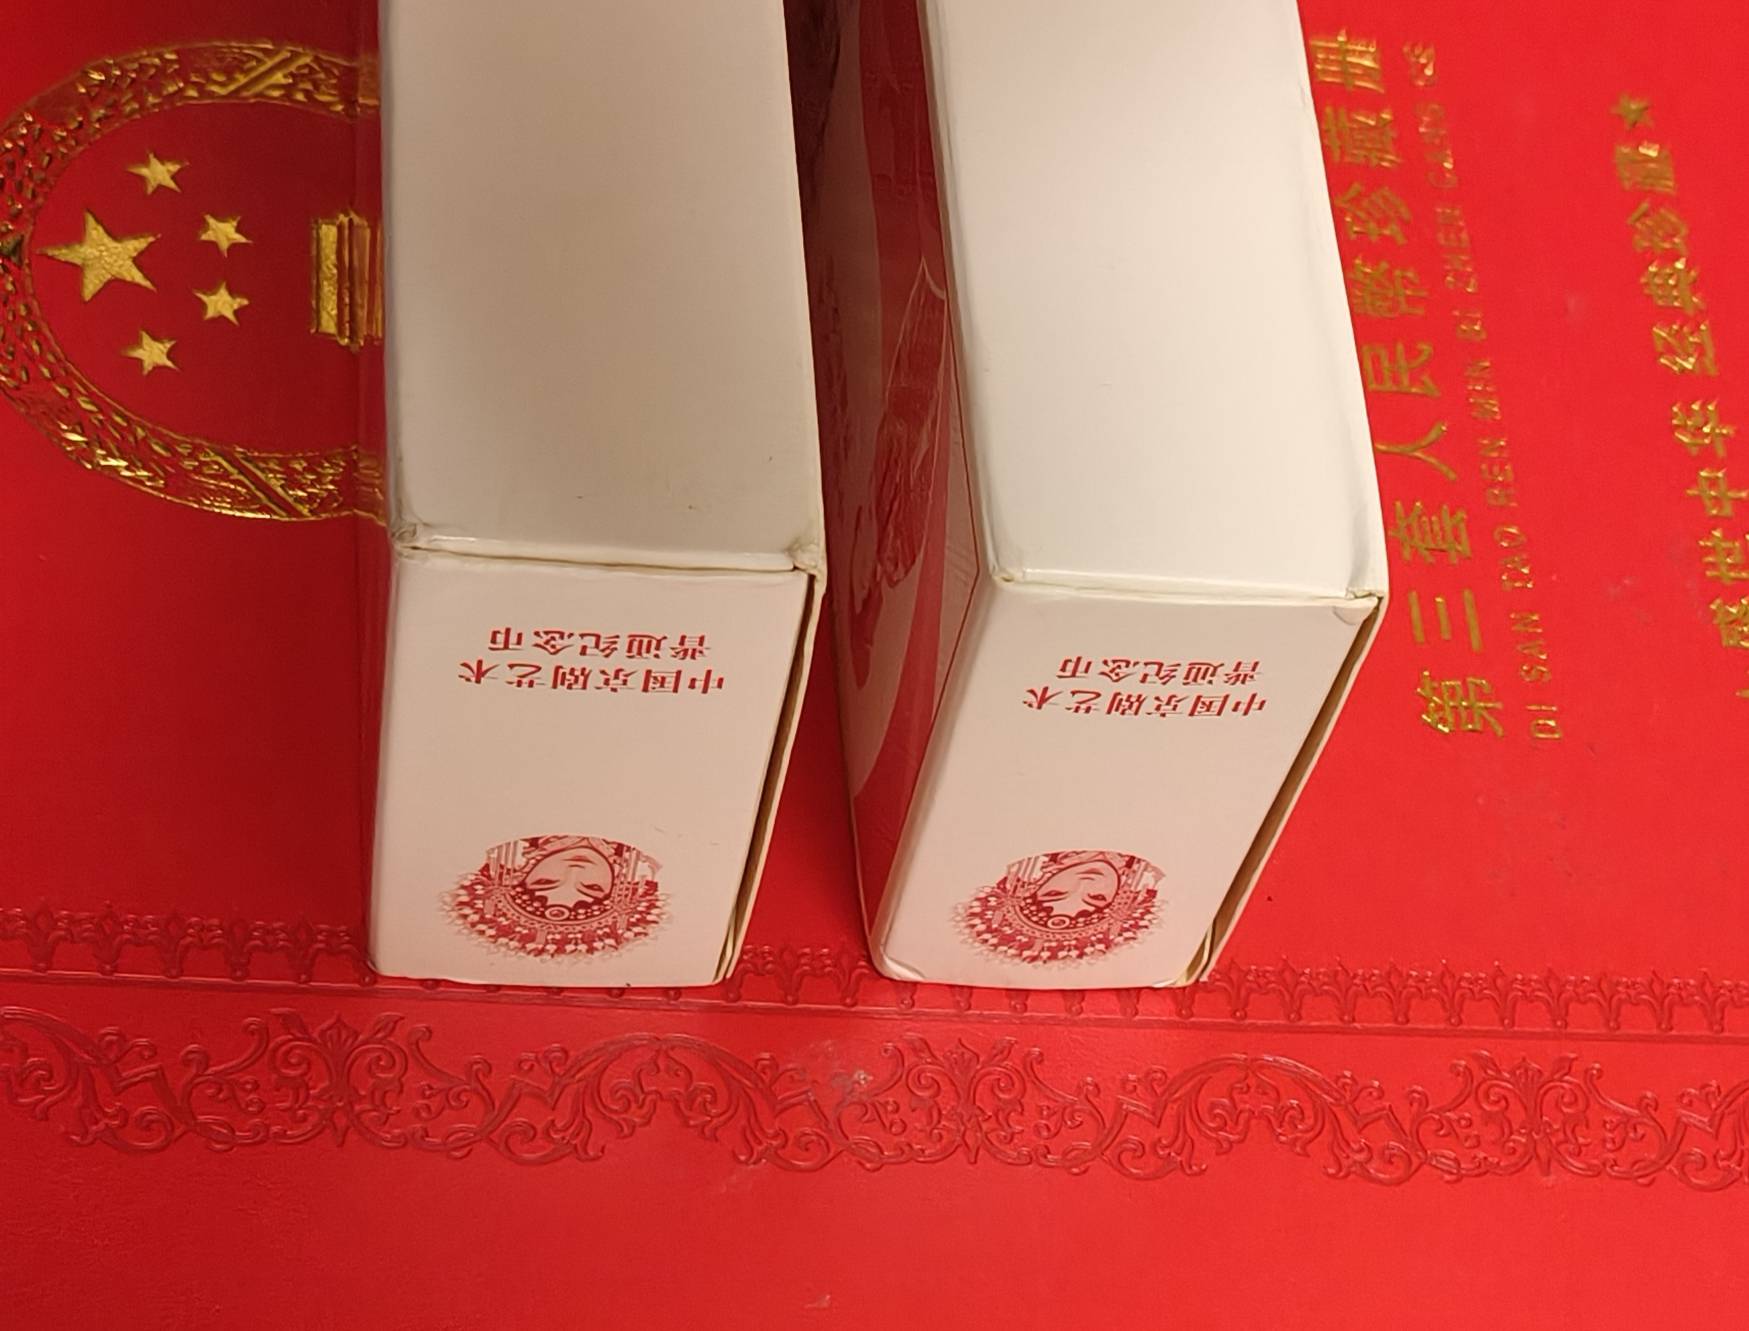 中国京剧艺术
普通纪念币
中国京剧艺术
普通纪念币
第三套人民币珍藏册
DI SAN TAO REN MIN BI ZHEN CANG CE
盛世中华 经典珍藏★